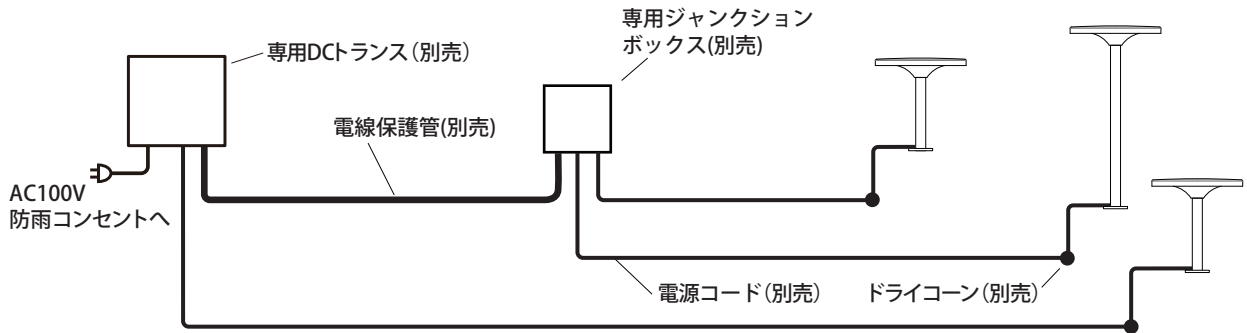 専用DCトランス（別売）
専用ジャンクション
ボックス(別売)
電線保護管(別売)
AC100V
防雨コンセントへ
電源コード（別売）
ドライコーン（別売）